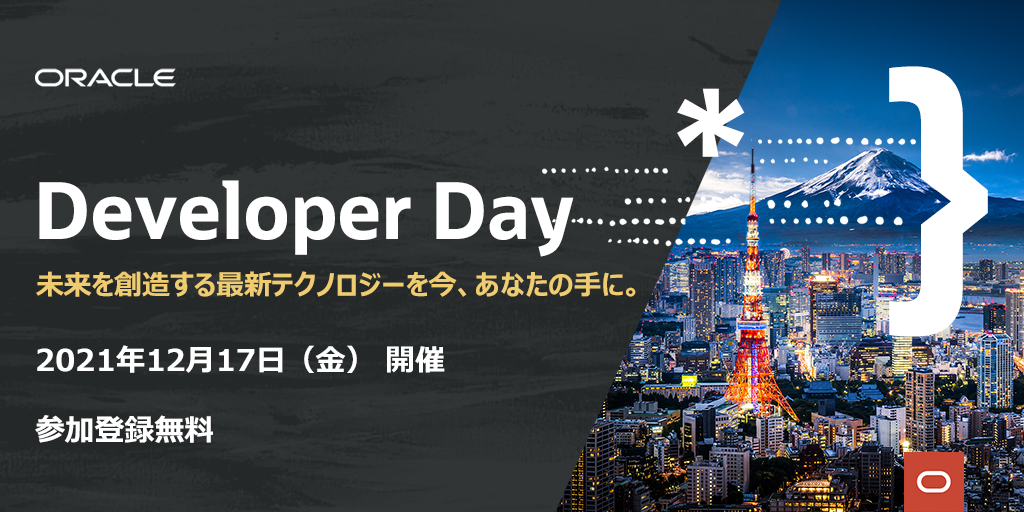 ORACLE
*
}
Developer Day
未来を創造する最新テクノロジーを今、あなたの手に。
2021年12月17日（金） 開催
参加登録無料